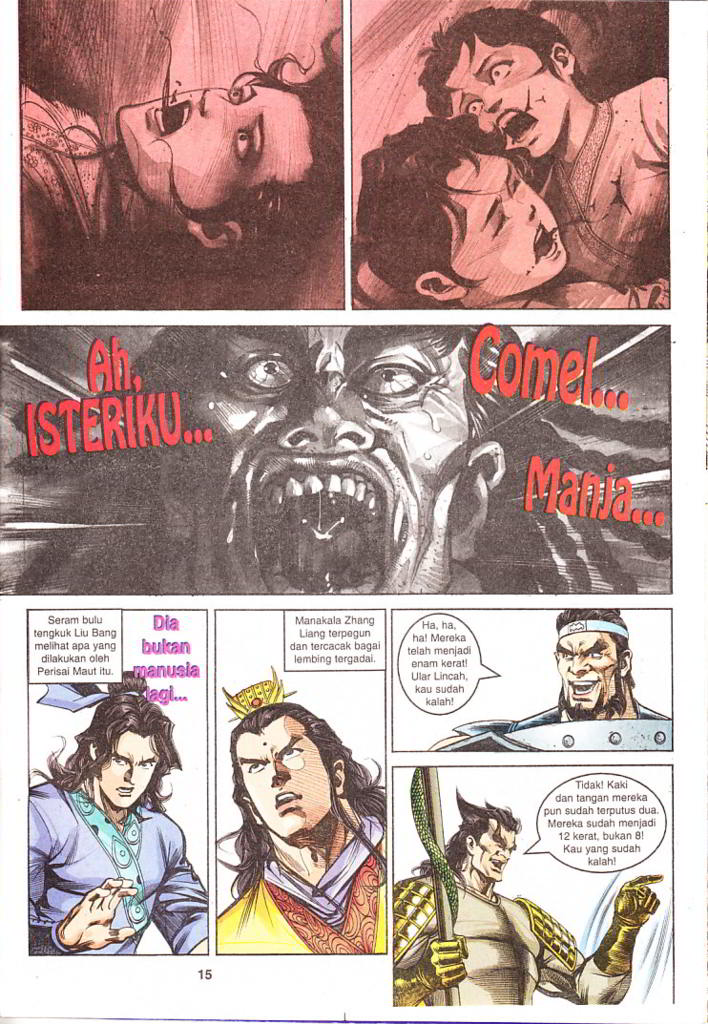 Ah,
ISTERIKU...
Comel...
Manja...
Seram bulu
tengkuk Liu Bang
melihat apa yang
dilakukan oleh
Perisai Maut itu.
Dia
bukan
manusia
lagi...
Manakala Zhang
Liang terpegun
dan tercacak bagai
lembing tergadai.
Ha, ha,
ha! Mereka
telah menjadi
enam kerat!
Ular Lincah,
kau sudah
kalah!
Tidak! Kaki
dan tangan mereka
pun sudah terputus dua.
Mereka sudah menjadi
12 kerat, bukan 8!
Kau yang sudah
kalah!
15